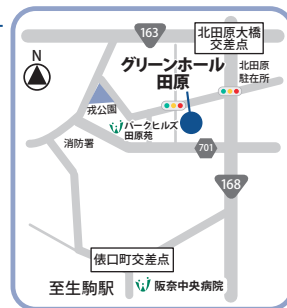 163
北田原大橋
交差点
N
グリーンホール
田原
北田原
駐在所
戎公園
パークヒルズ
田原苑
消防署
701
168
俵口町交差点
至生駒駅
阪奈中央病院